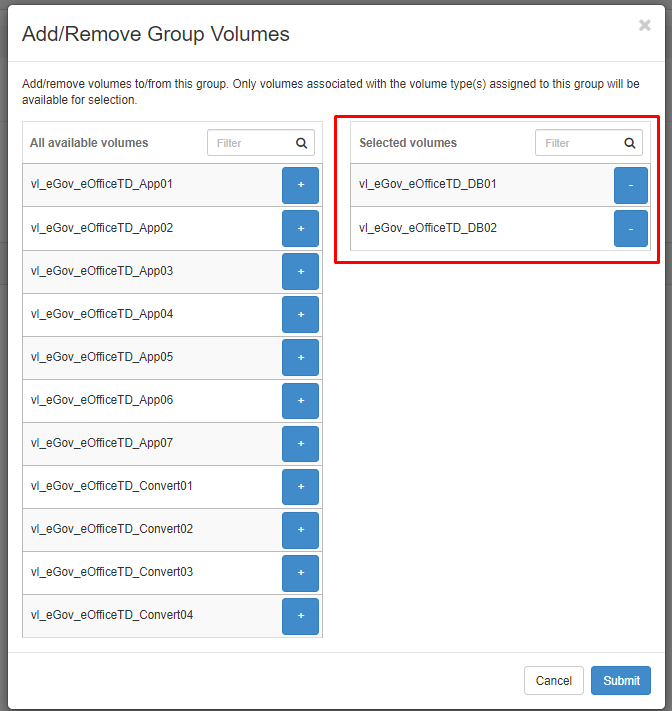 Add/Remove Group Volumes
×
Add/remove volumes to/from this group. Only volumes associated with the volume type(s) assigned to this group will be
available for selection.
All available volumes
Filter
vl_eGov_eOfficeTD_App01
+
vl_eGov_eOfficeTD_App02
+
vl_eGov_eOfficeTD_App03
+
vl_eGov_eOfficeTD_App04
+
vl_eGov_eOfficeTD_App05
+
vl_eGov_eOfficeTD_App06
+
vl_eGov_eOfficeTD_App07
+
vl_eGov_eOfficeTD_Convert01
+
vl_eGov_eOfficeTD_Convert02
+
vl_eGov_eOfficeTD_Convert03
+
vl_eGov_eOfficeTD_Convert04
+
Selected volumes
Filter
vl_eGov_eOfficeTD_DB01
-
vl_eGov_eOfficeTD_DB02
-
Cancel
Submit